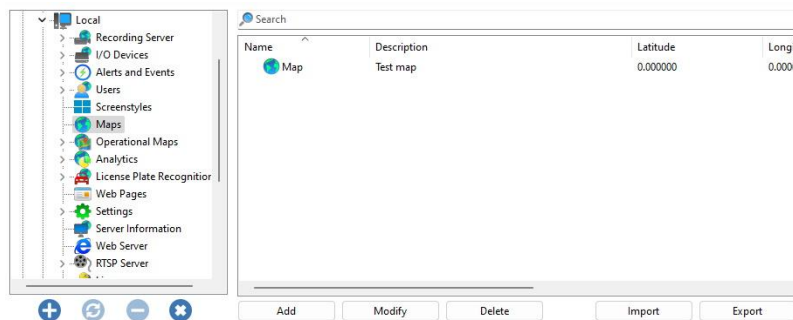 Local
Recording Server
I/O Devices
Alerts and Events
Users
Screenstyles
Maps
Operational Maps
Analytics
License Plate Recognition
Web Pages
Settings
Server Information
Web Server
RTSP Server
Search
Name Description Latitude Longi
Map Test map 0.000000 0.000
Add Modify Delete Import Export